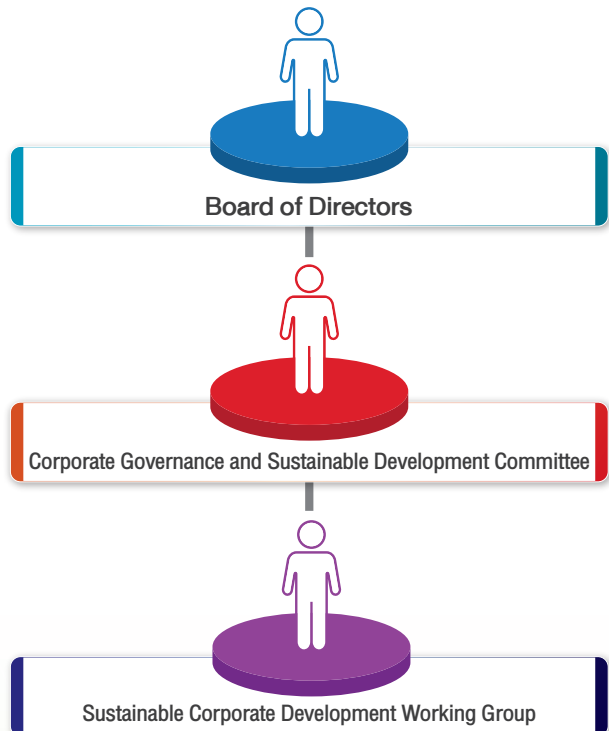 Board of Directors
Corporate Governance and Sustainable Development Committee
Sustainable Corporate Development Working Group